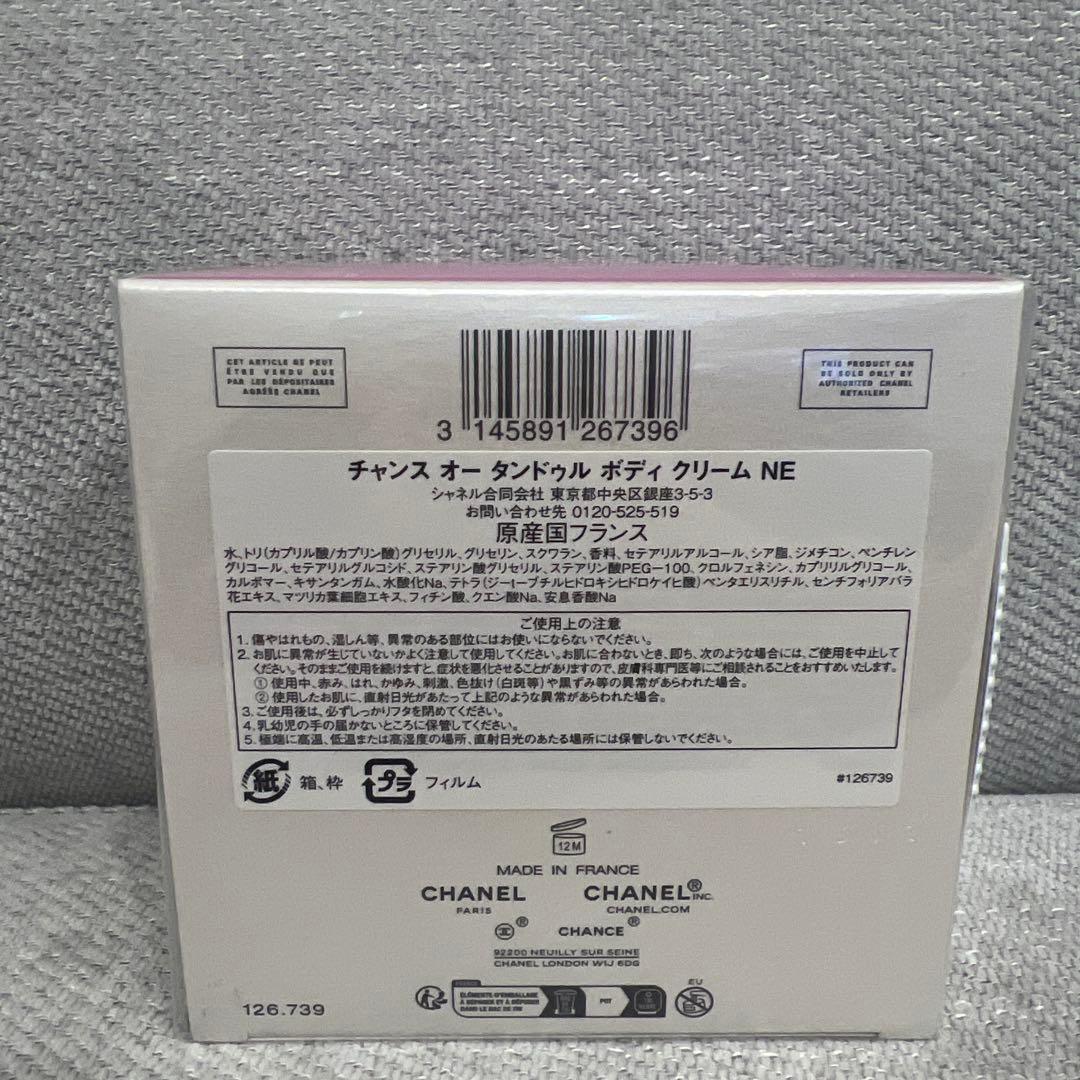 CET ARTICLE NE PEUT
ÊTRE VENDU QUE
PAR LES DÉPOSITAIRES
AGRÉÉS CHANEL
THIS PRODUCT CAN
BE SOLD ONLY BY
AUTHORIZED CHANEL
RETAILERS
3 145891 267396
チャンス オー タンドゥル ボディ クリーム NE
シャネル合同会社 東京都中央区銀座3-5-3
お問い合わせ先 0120-525-519
原産国フランス
水、トリ(カプリル酸/カプリン酸)グリセリル、グリセリン、スクワラン、香料、セテアリルアルコール、シア脂、ジメチコン、ペンチレン
グリコール、セテアリルグルコシド、ステアリン酸グリセリル、ステアリン酸PEG-100、クロルフェネシン、カプリリルグリコール、
カルボマー、キサンタンガム、水酸化Na、テトラ(ジ-t-ブチルヒドロキシヒドロケイヒ酸)ペンタエリスリチル、センチフォリアバラ
花エキス、マツリカ葉細胞エキス、フィチン酸、クエン酸Na、安息香酸Na
ご使用上の注意
1. 傷やはれもの、湿しん等、異常のある部位にはお使いにならないでください。
2. お肌に異常が生じていないかよく注意して使用してください。お肌に合わないとき、即ち、次のような場合には、ご使用を中止して
ください。そのままご使用を続けますと、症状を悪化させることがありますので、皮膚科専門医等にご相談されることをおすすめいたします。
① 使用中、赤み、はれ、かゆみ、刺激、色抜け(白斑等)や黒ずみ等の異常があらわれた場合。
② 使用したお肌に、直射日光があたって上記のような異常があらわれた場合。
3. ご使用後は、必ずしっかりフタを閉めてください。
4. 乳幼児の手の届かないところに保管してください。
5. 極端に高温、低温または高湿度の場所、直射日光のあたる場所には保管しないでください。
紙 箱、枠 プラ フィルム #126739
12M
MADE IN FRANCE
CHANEL CHANEL® INC.
PARIS CHANEL.COM
® CHANCE®
92200 NEUILLY SUR SEINE
CHANEL LONDON W1J 6DG
EU
ÉLÉMENTS D'EMBALLAGE
À SÉPARER ET À DÉPOSER
DANS LE BAC DE TRI
POT
126.739